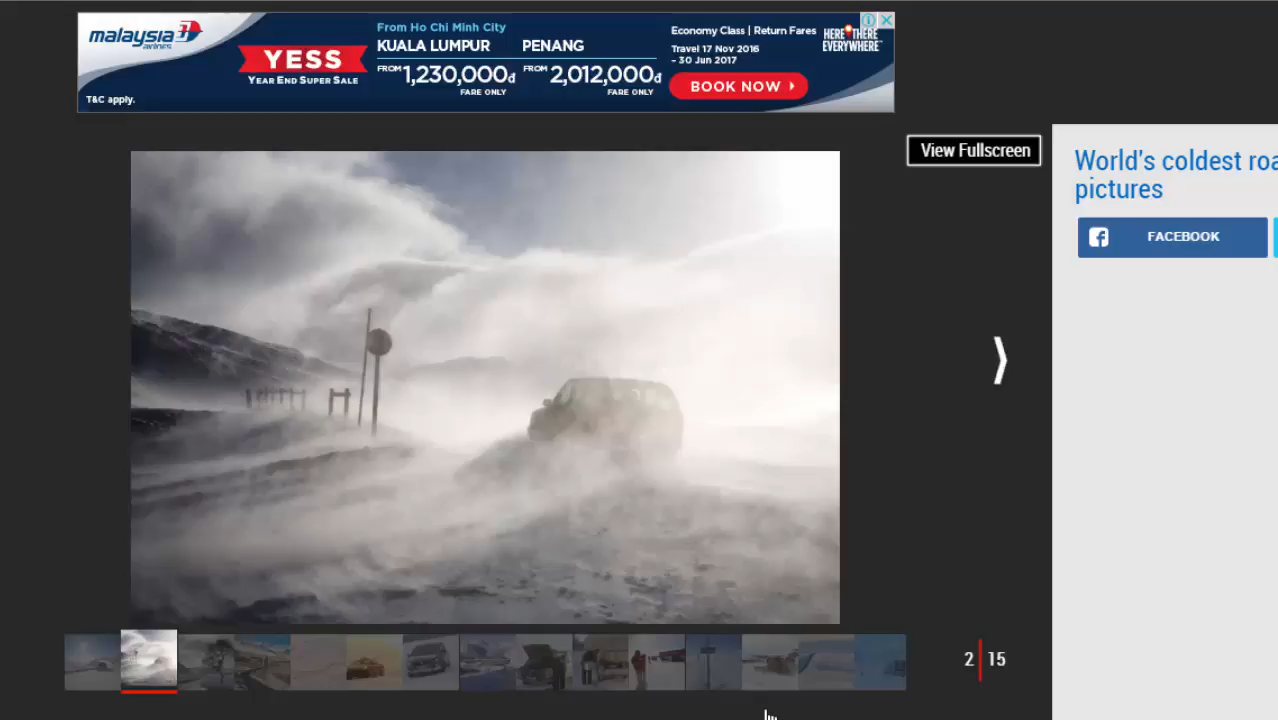 malaysia
airlines
YESS
YEAR END SUPER SALE
T&C apply.
From Ho Chi Minh City
KUALA LUMPUR
FROM 1,230,000đ
FARE ONLY
PENANG
FROM 2,012,000đ
FARE ONLY
Economy Class | Return Fares
Travel 17 Nov 2016
- 30 Jun 2017
BOOK NOW
HERE THERE
EVERYWHERE
View Fullscreen
World's coldest roa
pictures
FACEBOOK
2 15